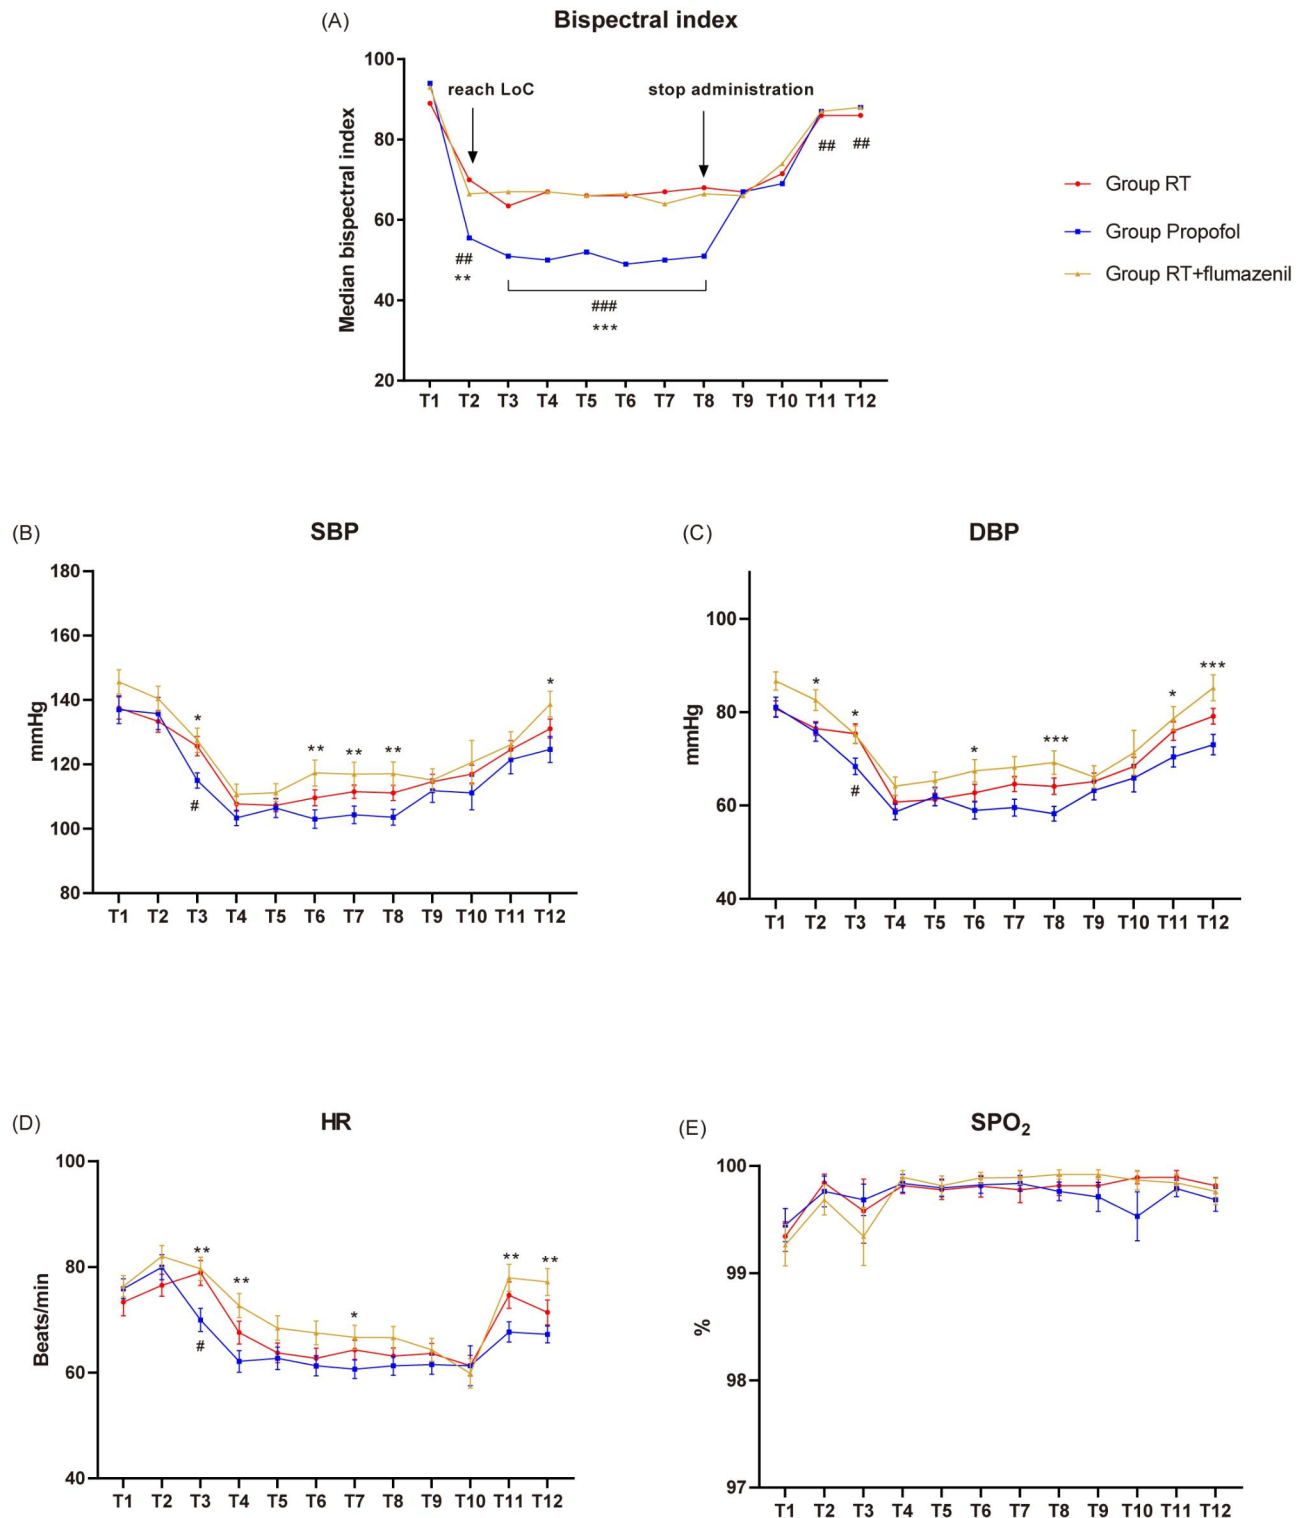 (A)
Bispectral index
Median bispectral index
100
80
60
40
20
reach LoC
stop administration
##
**
###
***
##
##
T1 T2 T3 T4 T5 T6 T7 T8 T9 T10 T11 T12
Group RT
Group Propofol
Group RT+flumazenil
(B)
SBP
mmHg
180
160
140
120
100
80
*
#
**
**
**
*
T1 T2 T3 T4 T5 T6 T7 T8 T9 T10 T11 T12
(C)
DBP
mmHg
100
80
60
40
*
*
#
*
***
*
***
T1 T2 T3 T4 T5 T6 T7 T8 T9 T10 T11 T12
(D)
HR
Beats/min
100
80
60
40
**
#
**
*
**
**
T1 T2 T3 T4 T5 T6 T7 T8 T9 T10 T11 T12
(E)
SPO₂
%
100
99
98
97
T1 T2 T3 T4 T5 T6 T7 T8 T9 T10 T11 T12